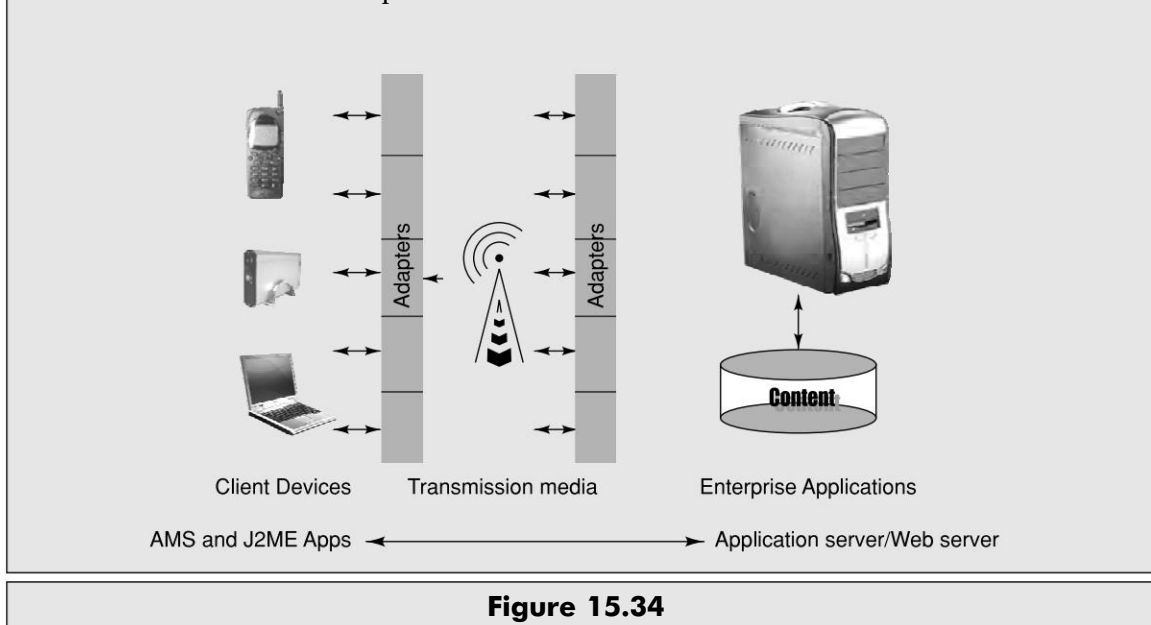 Adapters
Adapters
Content
Client Devices
Transmission media
Enterprise Applications
AMS and J2ME Apps
Application server/Web server
Figure 15.34